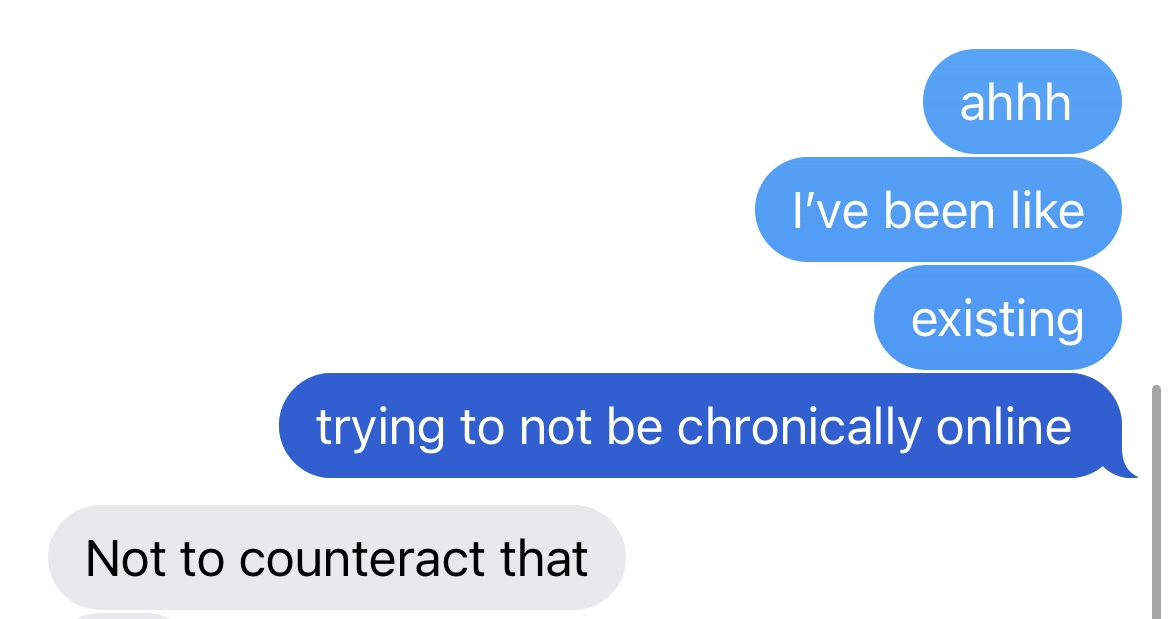 ahhh
I’ve been like
existing
trying to not be chronically online
Not to counteract that